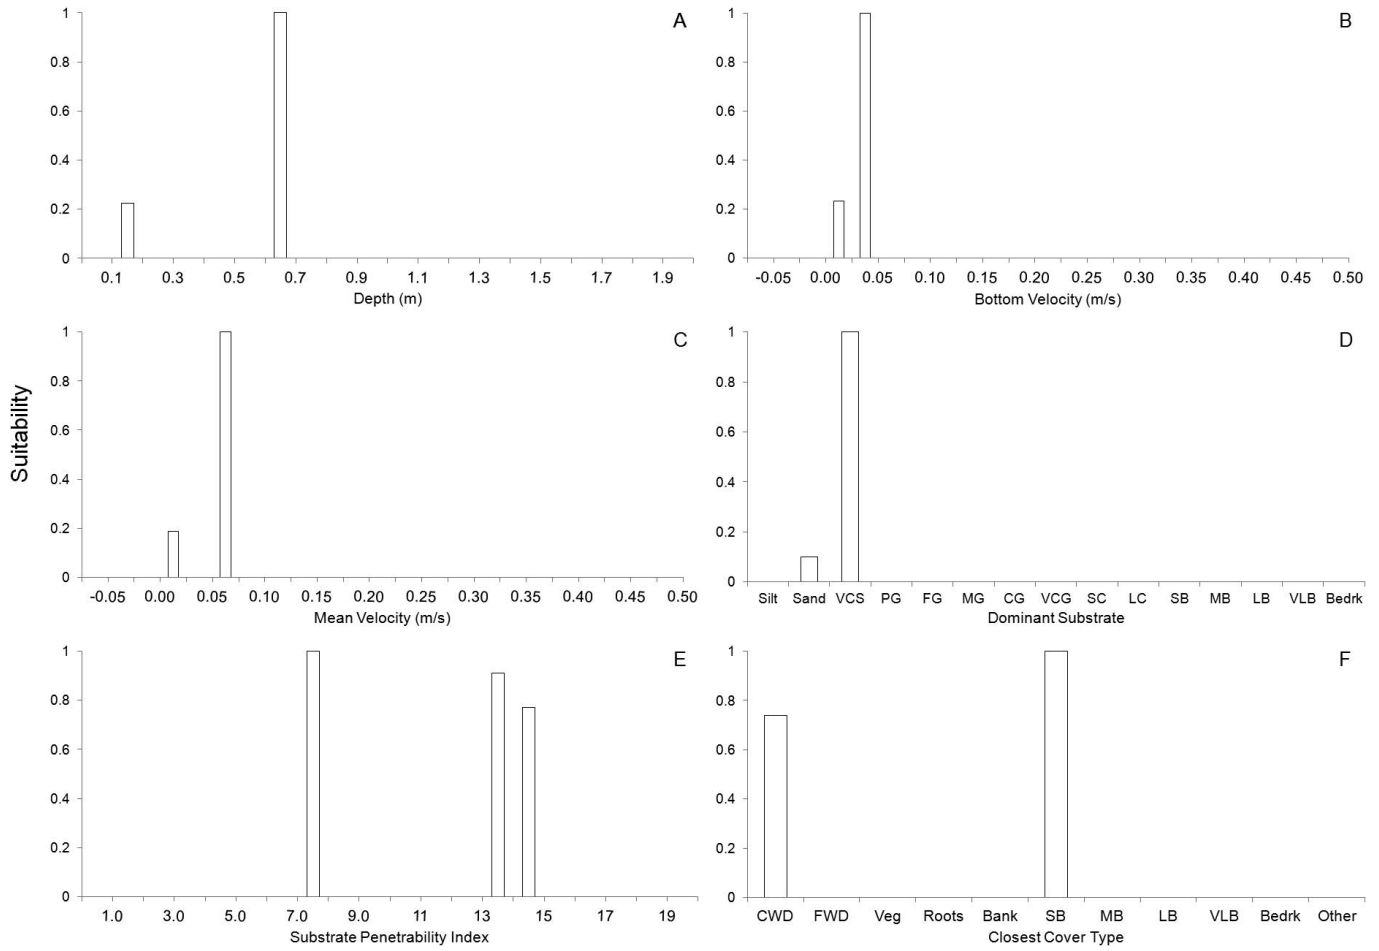 A
1
0.8
0.6
0.4
0.2
0
0.1 0.3 0.5 0.7 0.9 1.1 1.3 1.5 1.7 1.9
Depth (m)
B
1
0.8
0.6
0.4
0.2
0
-0.05 0.00 0.05 0.10 0.15 0.20 0.25 0.30 0.35 0.40 0.45 0.50
Bottom Velocity (m/s)
Suitability
C
1
0.8
0.6
0.4
0.2
0
-0.05 0.00 0.05 0.10 0.15 0.20 0.25 0.30 0.35 0.40 0.45 0.50
Mean Velocity (m/s)
D
1
0.8
0.6
0.4
0.2
0
Silt Sand VCS PG FG MG CG VCG SC LC SB MB LB VLB Bedrk
Dominant Substrate
E
1
0.8
0.6
0.4
0.2
0
1.0 3.0 5.0 7.0 9.0 11 13 15 17 19
Substrate Penetrability Index
F
1
0.8
0.6
0.4
0.2
0
CWD FWD Veg Roots Bank SB MB LB VLB Bedrk Other
Closest Cover Type